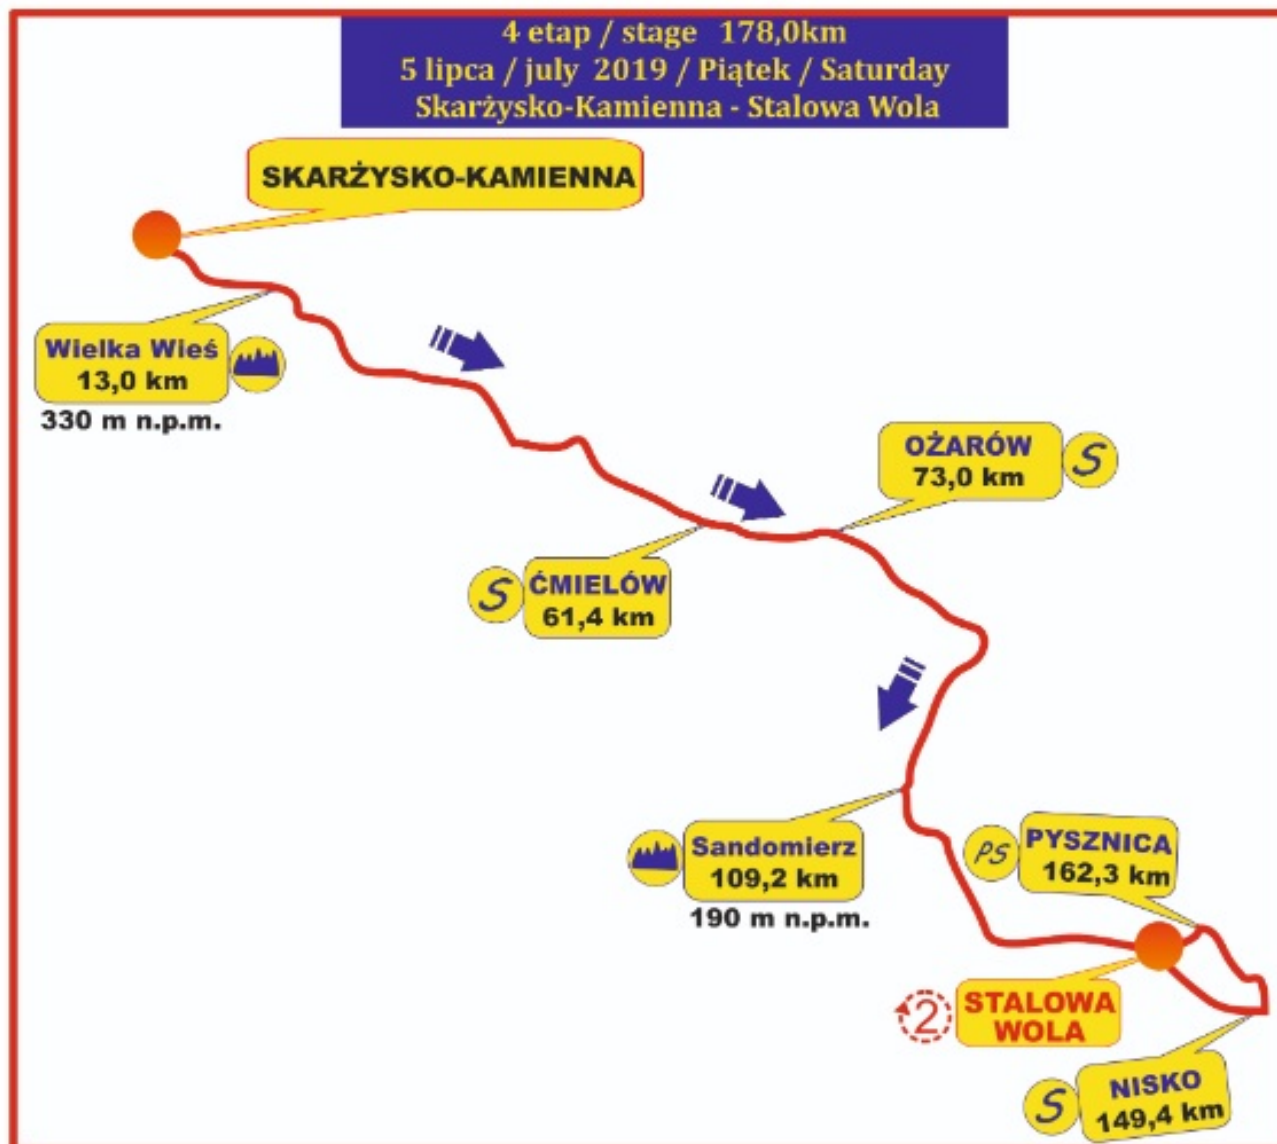 4 etap / stage 178,0km
5 lipca / july 2019 / Piątek / Saturday
Skarżysko-Kamienna - Stalowa Wola
SKARŻYSKO-KAMIENNA
Wielka Wieś
13,0 km
330 m n.p.m.
OŻARÓW
73,0 km
S
S
ĆMIELÓW
61,4 km
Sandomierz
109,2 km
190 m n.p.m.
PS
PYSZNICA
162,3 km
2
STALOWA
WOLA
S
NISKO
149,4 km